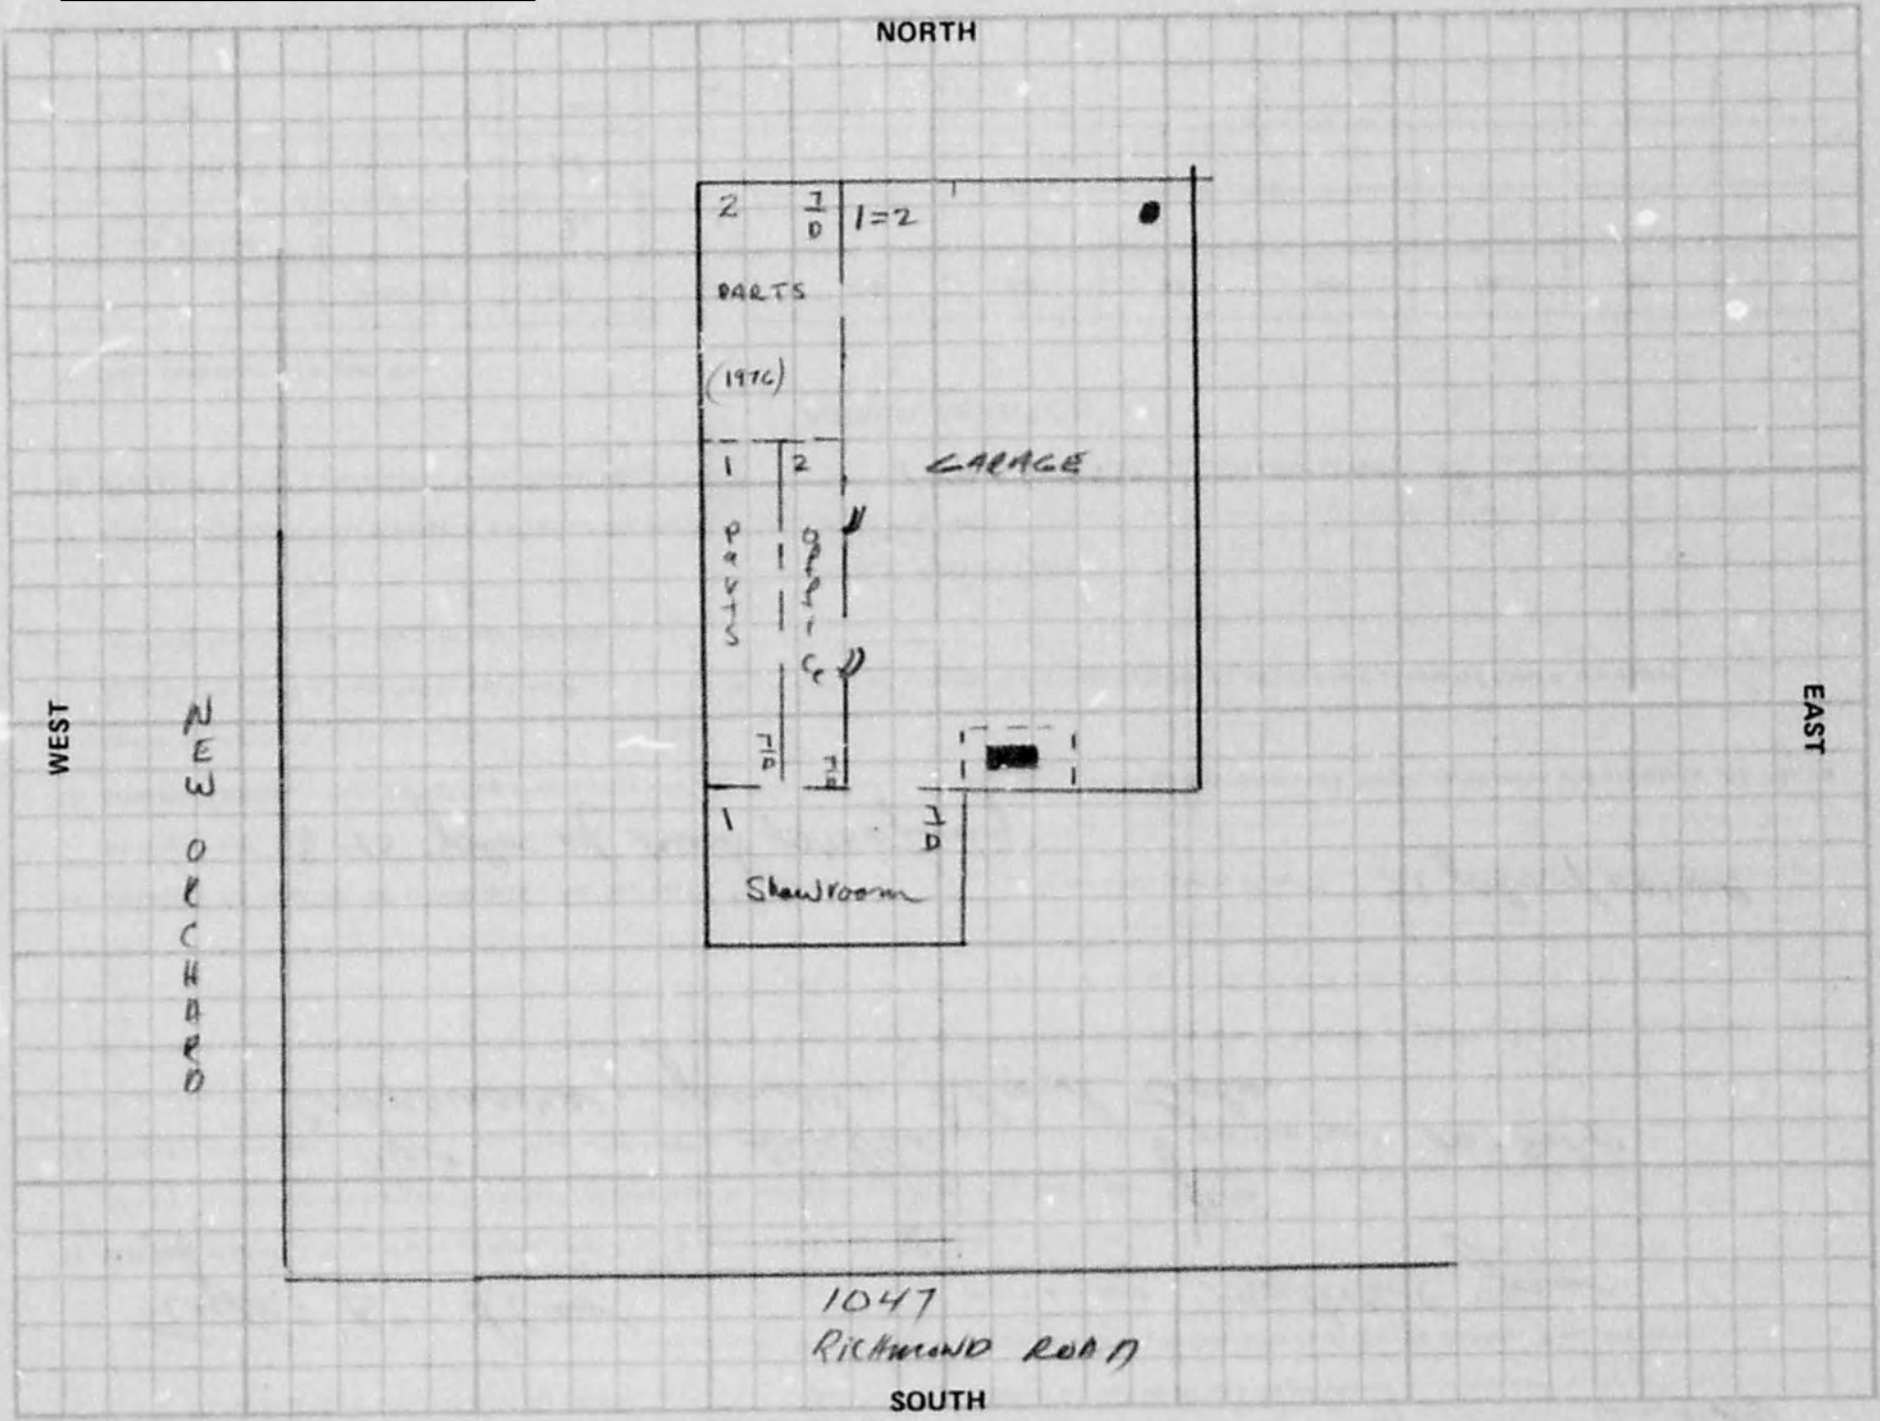 NORTH
2
T/D
1=2
PARTS
(1976)
1
2
GARAGE
PARTS
T/D
T/D
1
T/D
Showroom
WEST
NEW ORCHARD
EAST
1047
RICHMOND ROAD
SOUTH